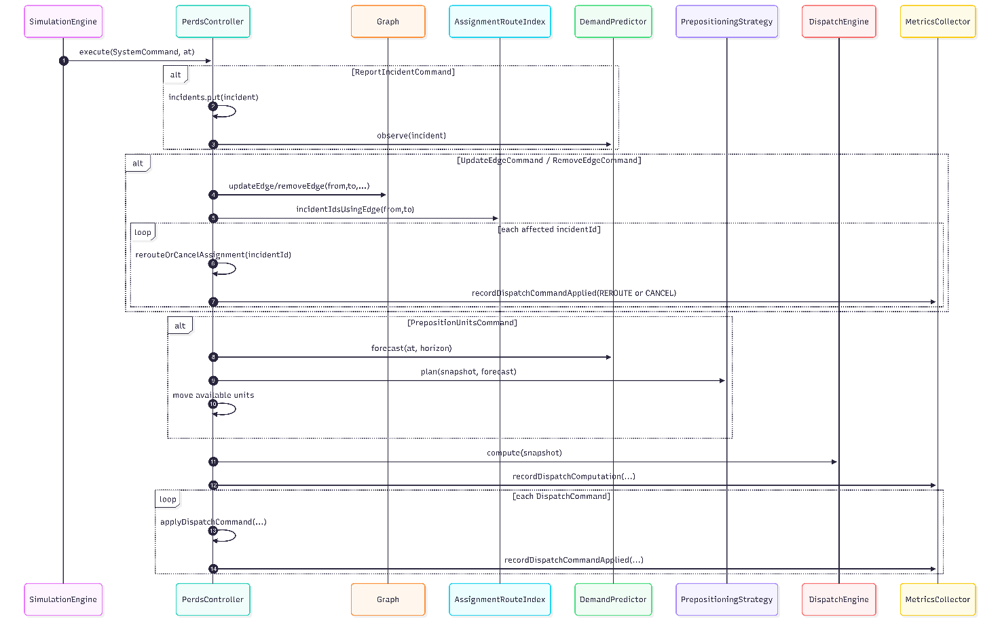 SimulationEngine
PerdsController
Graph
AssignmentRouteIndex
DemandPredictor
PrepositioningStrategy
DispatchEngine
MetricsCollector
execute(SystemCommand, at)
1
alt
[ReportIncidentCommand]
incidents.put(incident)
2
observe(incident)
3
alt
[UpdateEdgeCommand / RemoveEdgeCommand]
updateEdge/removeEdge(from,to,...)
4
incidentIdsUsingEdge(from,to)
5
loop
[each affected incidentId]
rerouteOrCancelAssignment(incidentId)
6
recordDispatchCommandApplied(REROUTE or CANCEL)
7
alt
[PrepositionUnitsCommand]
forecast(at, horizon)
8
plan(snapshot, forecast)
9
move available units
10
compute(snapshot)
11
recordDispatchComputation(...)
12
loop
[each DispatchCommand]
applyDispatchCommand(...)
13
recordDispatchCommandApplied(...)
14
SimulationEngine
PerdsController
Graph
AssignmentRouteIndex
DemandPredictor
PrepositioningStrategy
DispatchEngine
MetricsCollector